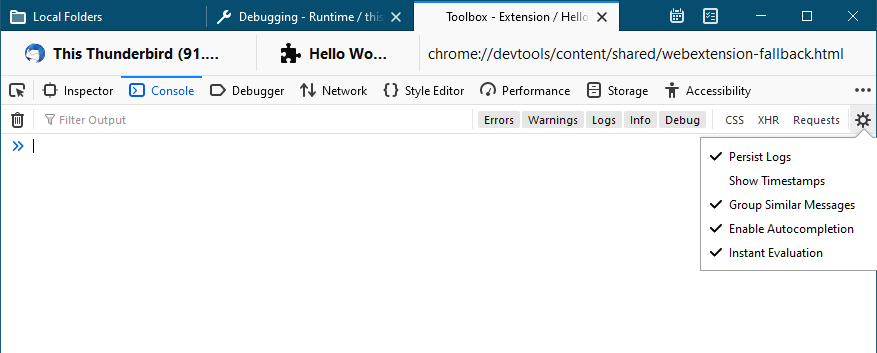 Local Folders
Debugging - Runtime / this
Toolbox - Extension / Hello
This Thunderbird (91.... Hello Wo... chrome://devtools/content/shared/webextension-fallback.html
Inspector Console Debugger Network Style Editor Performance Storage Accessibility
Filter Output Errors Warnings Logs Info Debug CSS XHR Requests
Persist Logs
Show Timestamps
Group Similar Messages
Enable Autocompletion
Instant Evaluation